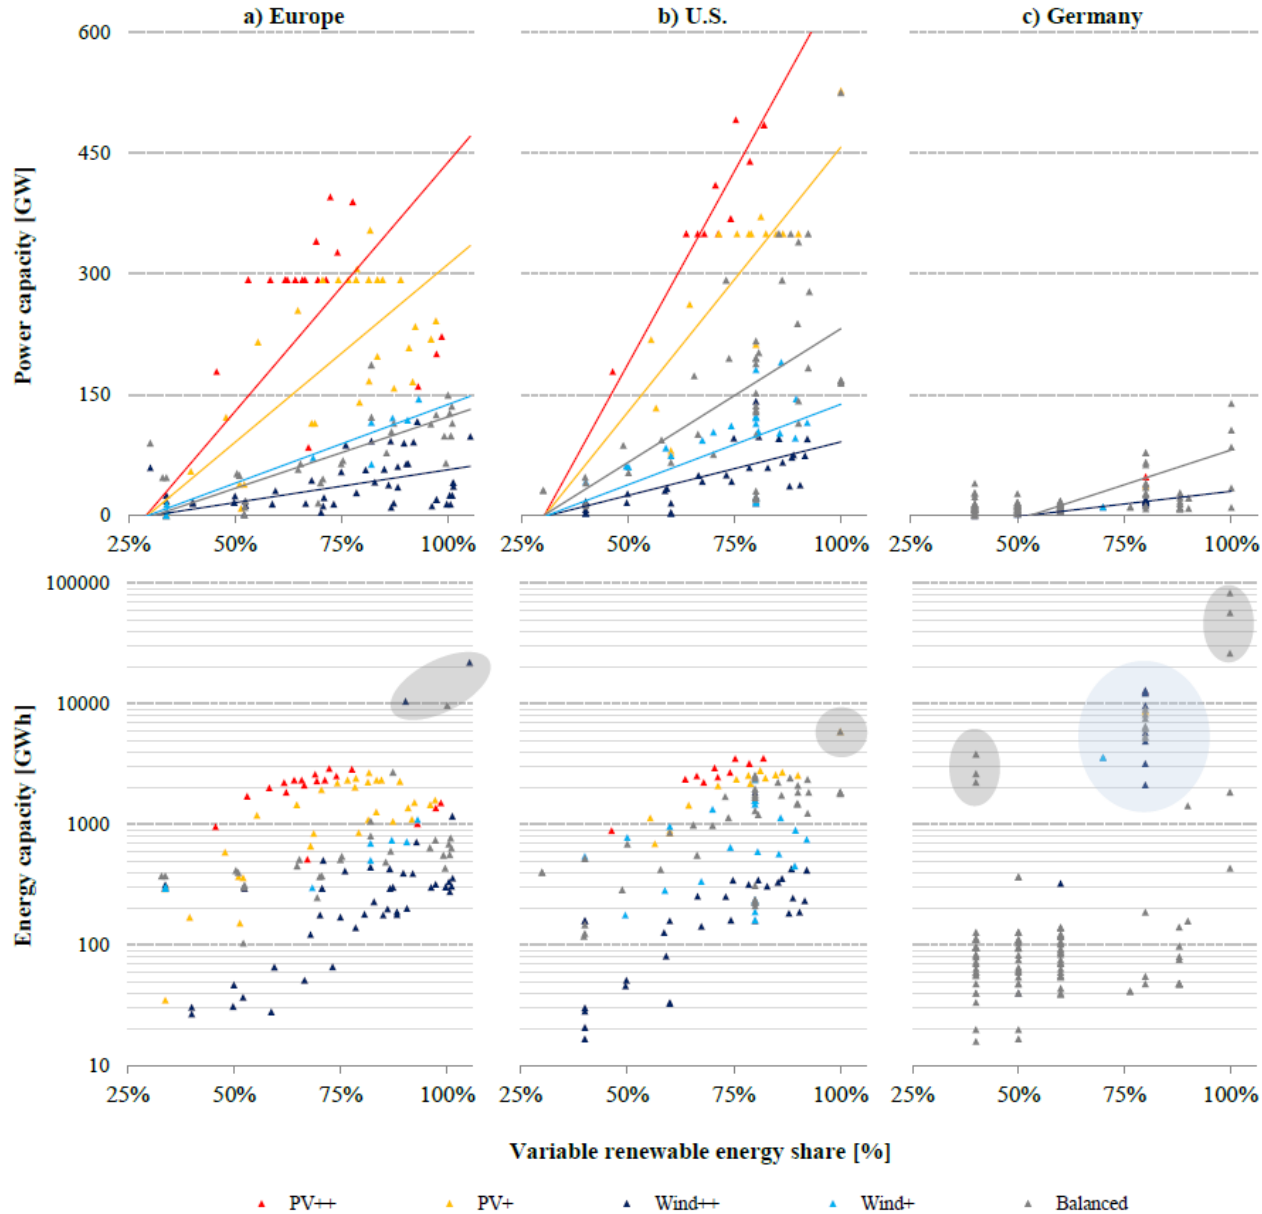 a) Europe
b) U.S.
c) Germany
Power capacity [GW]
600
450
300
150
0
25% 50% 75% 100%
25% 50% 75% 100%
25% 50% 75% 100%
Energy capacity [GWh]
100000
10000
1000
100
10
25% 50% 75% 100%
25% 50% 75% 100%
25% 50% 75% 100%
Variable renewable energy share [%]
PV++ PV+ Wind++ Wind+ Balanced